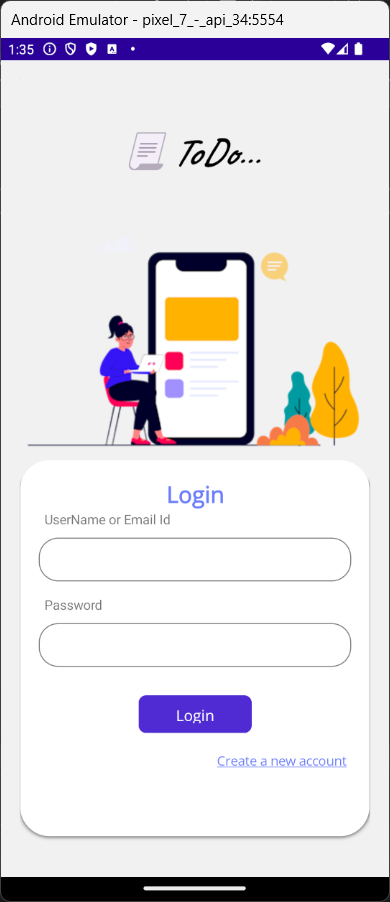 Android Emulator - pixel_7_-_api_34:5554
1:35
ToDo...
Login
UserName or Email Id
Password
Login
Create a new account